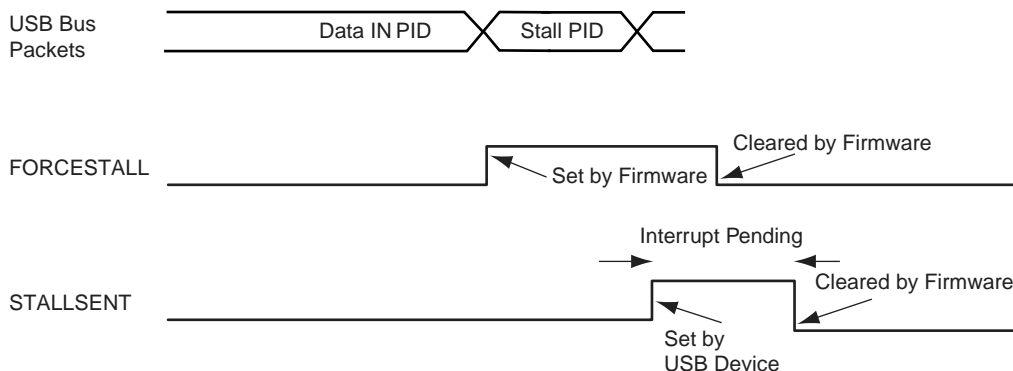 USB Bus
Packets
Data IN PID
Stall PID
FORCESTALL
Set by Firmware
Cleared by Firmware
Interrupt Pending
STALLSENT
Cleared by Firmware
Set by
USB Device